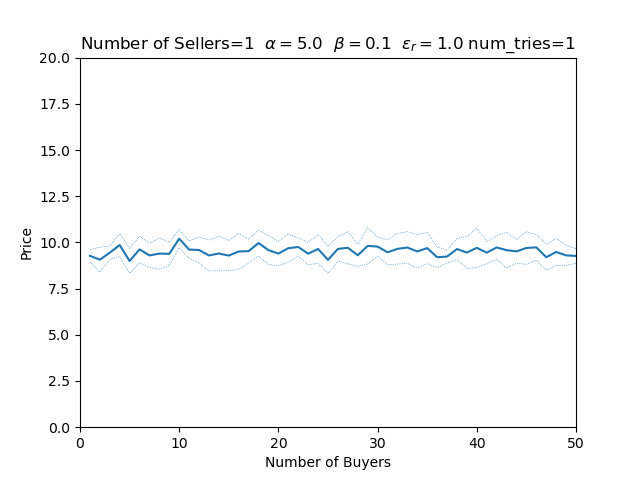 Number of Sellers=1 α = 5.0 β = 0.1 ε_r = 1.0 num_tries=1
20.0
17.5
15.0
12.5
10.0
7.5
5.0
2.5
0.0
Price
0 10 20 30 40 50
Number of Buyers